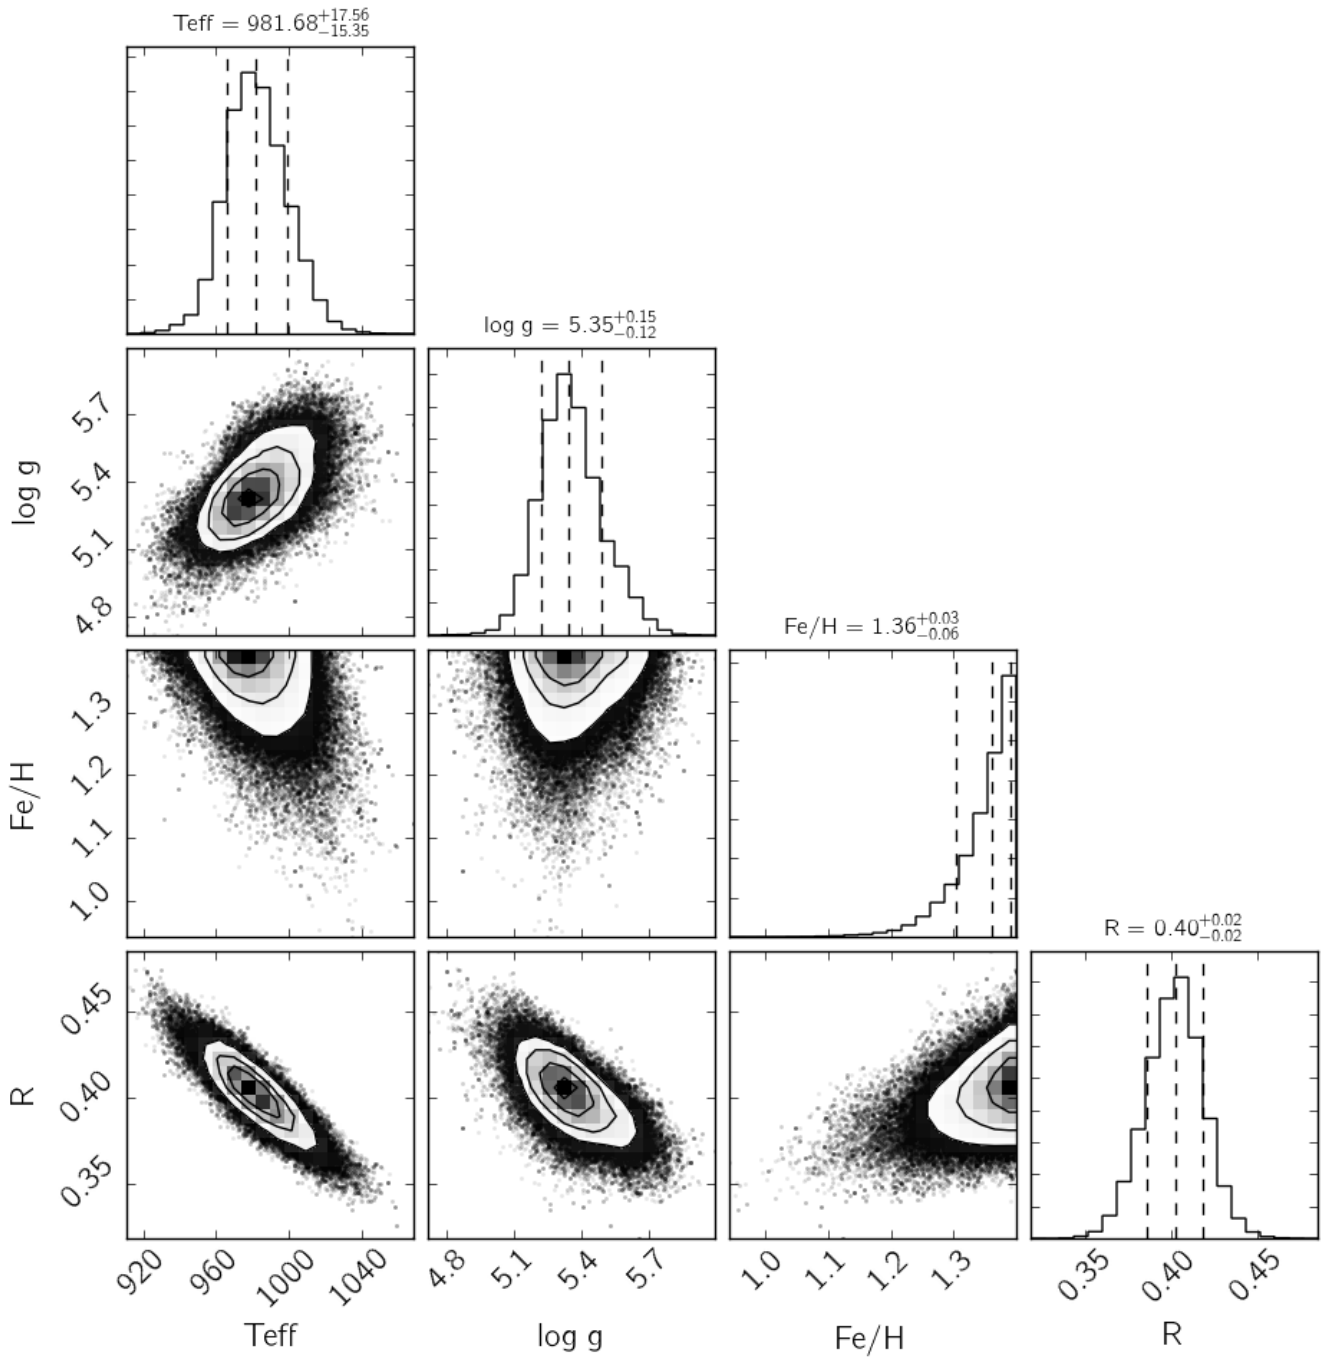 Teff = 981.68+17.56−15.35
log g = 5.35+0.15−0.12
5.7
5.4
5.1
4.8
log g
Fe/H = 1.36+0.03−0.06
1.3
1.2
1.1
1.0
Fe/H
R = 0.40+0.02−0.02
0.45
0.40
0.35
R
920 960 1000 1040 4.8 5.1 5.4 5.7 1.0 1.1 1.2 1.3 0.35 0.40 0.45
Teff log g Fe/H R